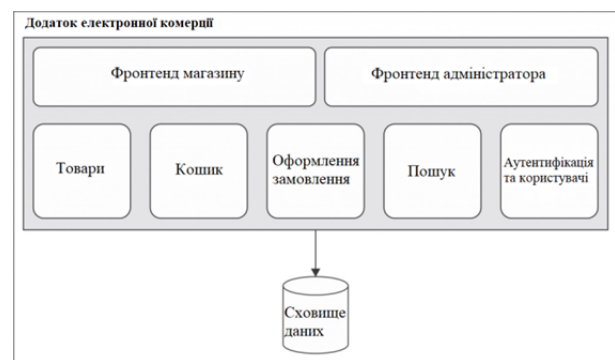 Додаток електронної комерції
Фронтенд магазину
Фронтенд адміністратора
Товари
Кошик
Оформлення
замовлення
Пошук
Аутентифікація
та користувачі
Сховище
даних